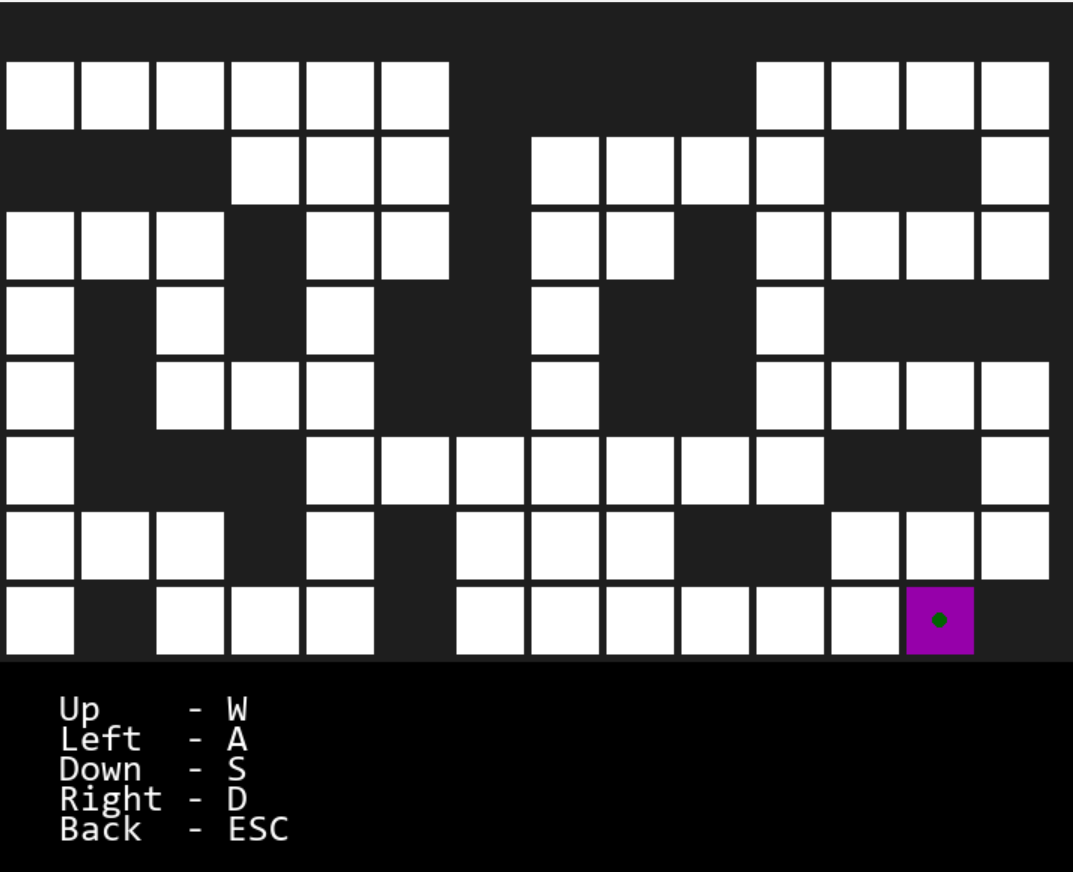 Up - W
Left - A
Down - S
Right - D
Back - ESC